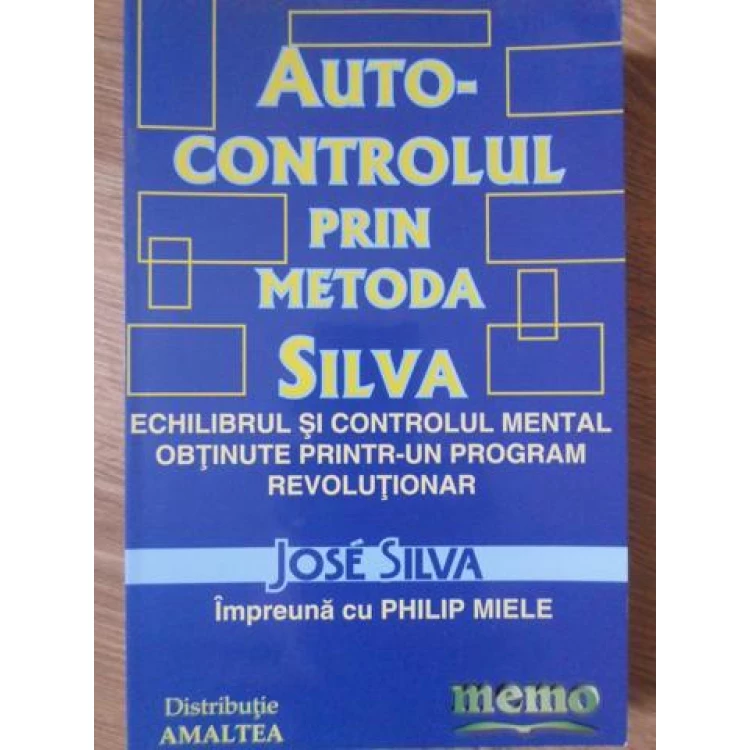 AUTO-
CONTROLUL
PRIN
METODA
SILVA
ECHILIBRUL ŞI CONTROLUL MENTAL
OBŢINUTE PRINTR-UN PROGRAM
REVOLUŢIONAR
JOSÉ SILVA
Împreună cu PHILIP MIELE
Distribuţie
AMALTEA
memo